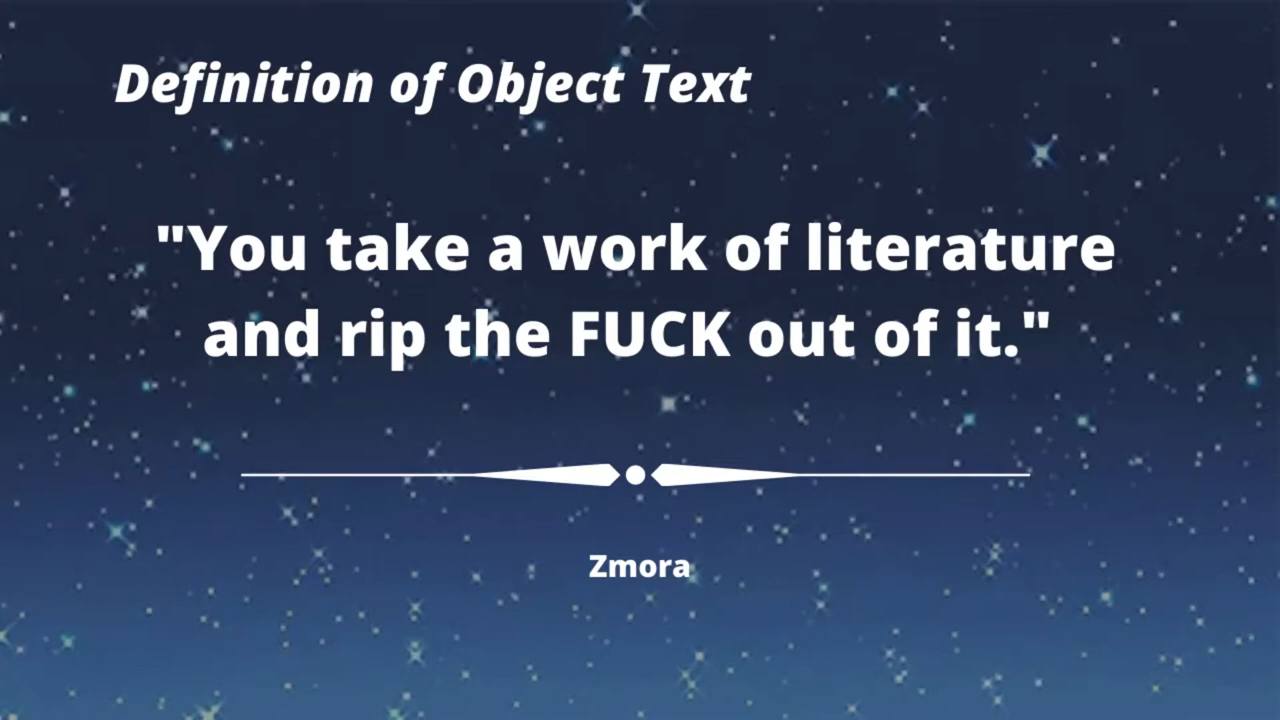 Definition of Object Text
"You take a work of literature
and rip the FUCK out of it."
Zmora